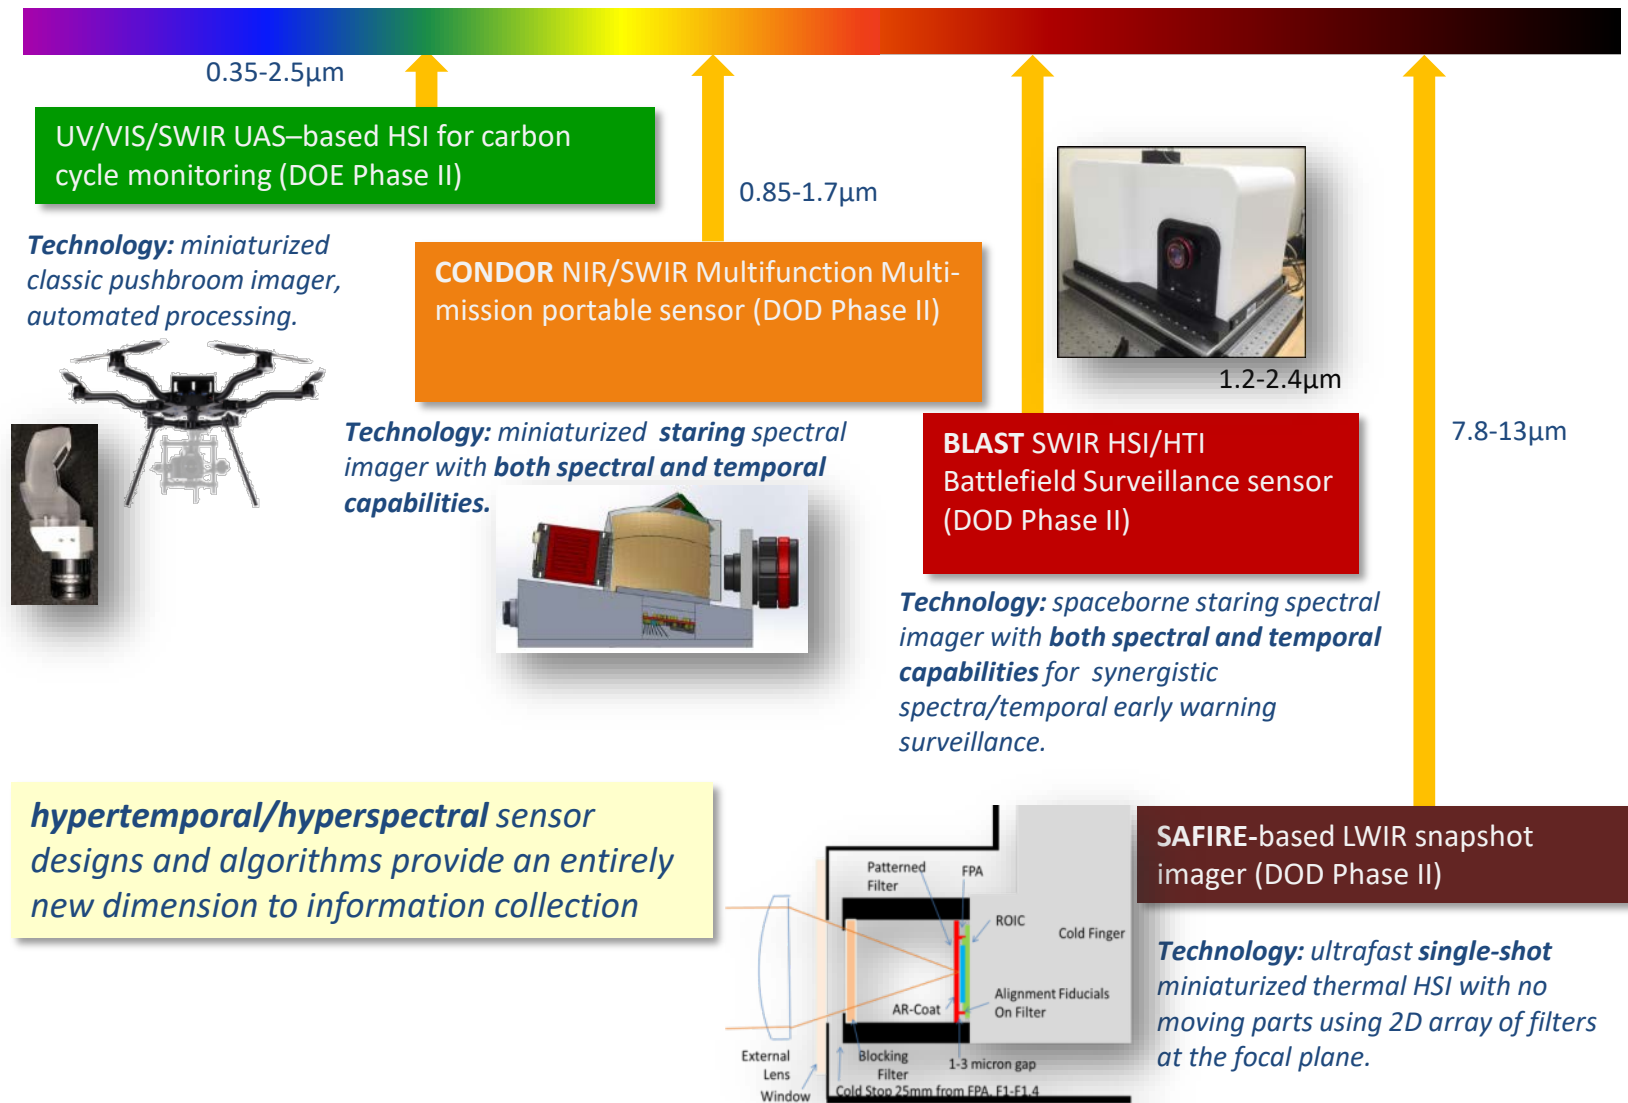 0.35-2.5µm
UV/VIS/SWIR UAS–based HSI for carbon
cycle monitoring (DOE Phase II)
Technology: miniaturized
classic pushbroom imager,
automated processing.
0.85-1.7µm
CONDOR NIR/SWIR Multifunction Multi-
mission portable sensor (DOD Phase II)
Technology: miniaturized staring spectral
imager with both spectral and temporal
capabilities.
1.2-2.4µm
BLAST SWIR HSI/HTI
Battlefield Surveillance sensor
(DOD Phase II)
Technology: spaceborne staring spectral
imager with both spectral and temporal
capabilities for synergistic
spectra/temporal early warning
surveillance.
7.8-13µm
hypertemporal/hyperspectral sensor
designs and algorithms provide an entirely
new dimension to information collection
SAFIRE-based LWIR snapshot
imager (DOD Phase II)
Technology: ultrafast single-shot
miniaturized thermal HSI with no
moving parts using 2D array of filters
at the focal plane.
Patterned
Filter
FPA
ROIC
Cold Finger
AR-Coat
Alignment Fiducials
On Filter
External
Lens
Window
Blocking
Filter
1-3 micron gap
Cold Stop 25mm from FPA, F1-F1.4